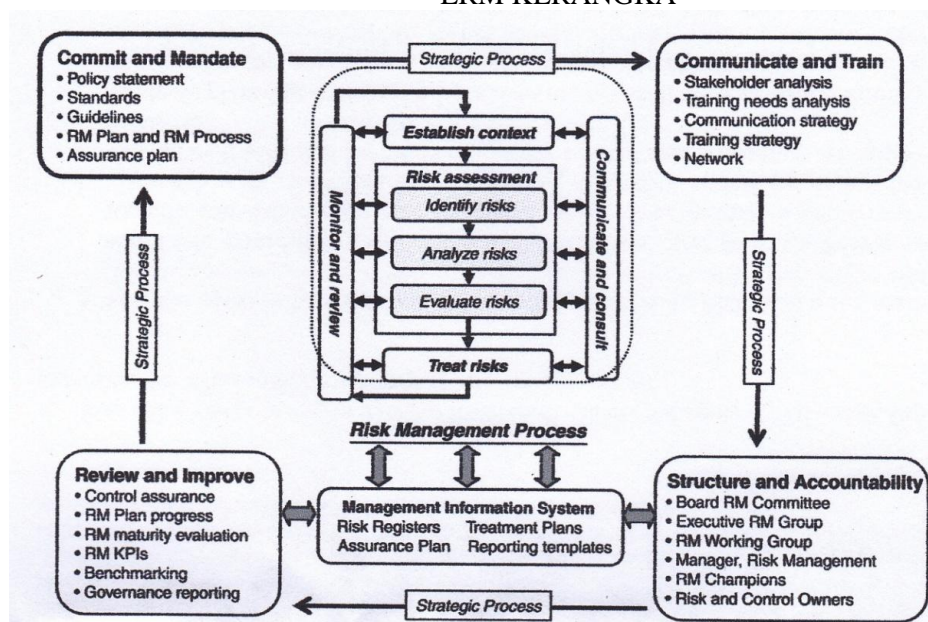 ERM KERANGKA
Commit and Mandate
• Policy statement
• Standards
• Guidelines
• RM Plan and RM Process
• Assurance plan
Strategic Process
Communicate and Train
• Stakeholder analysis
• Training needs analysis
• Communication strategy
• Training strategy
• Network
Monitor and review
Establish context
Risk assessment
Identify risks
Analyze risks
Evaluate risks
Treat risks
Communicate and consult
Strategic Process
Strategic Process
Risk Management Process
Review and Improve
• Control assurance
• RM Plan progress
• RM maturity evaluation
• RM KPIs
• Benchmarking
• Governance reporting
Management Information System
Risk Registers Treatment Plans
Assurance Plan Reporting templates
Structure and Accountability
• Board RM Committee
• Executive RM Group
• RM Working Group
• Manager, Risk Management
• RM Champions
• Risk and Control Owners
Strategic Process